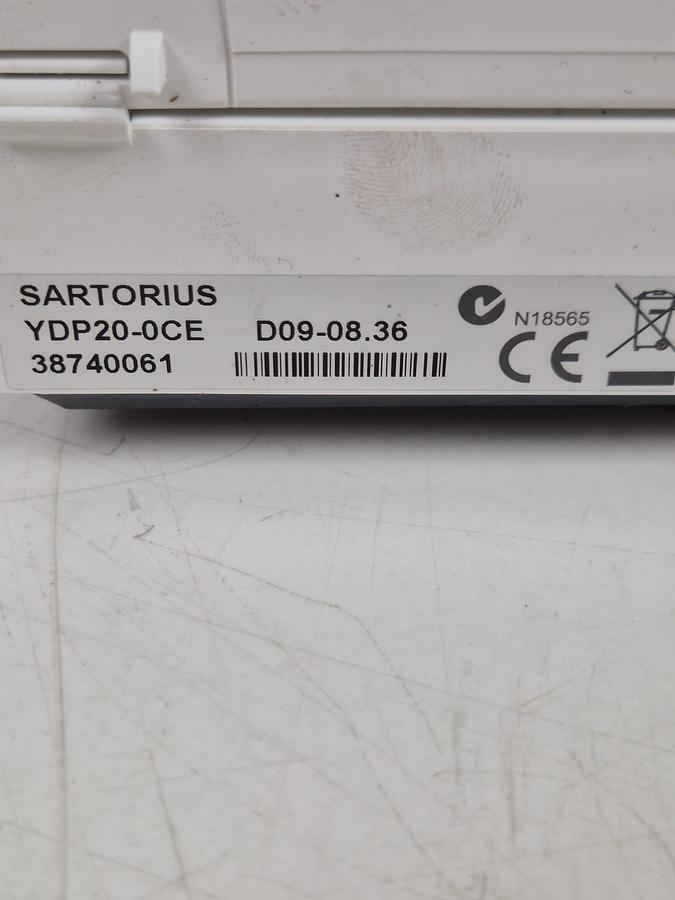 SARTORIUS
YDP20-0CE D09-08.36
38740061
N18565
CE